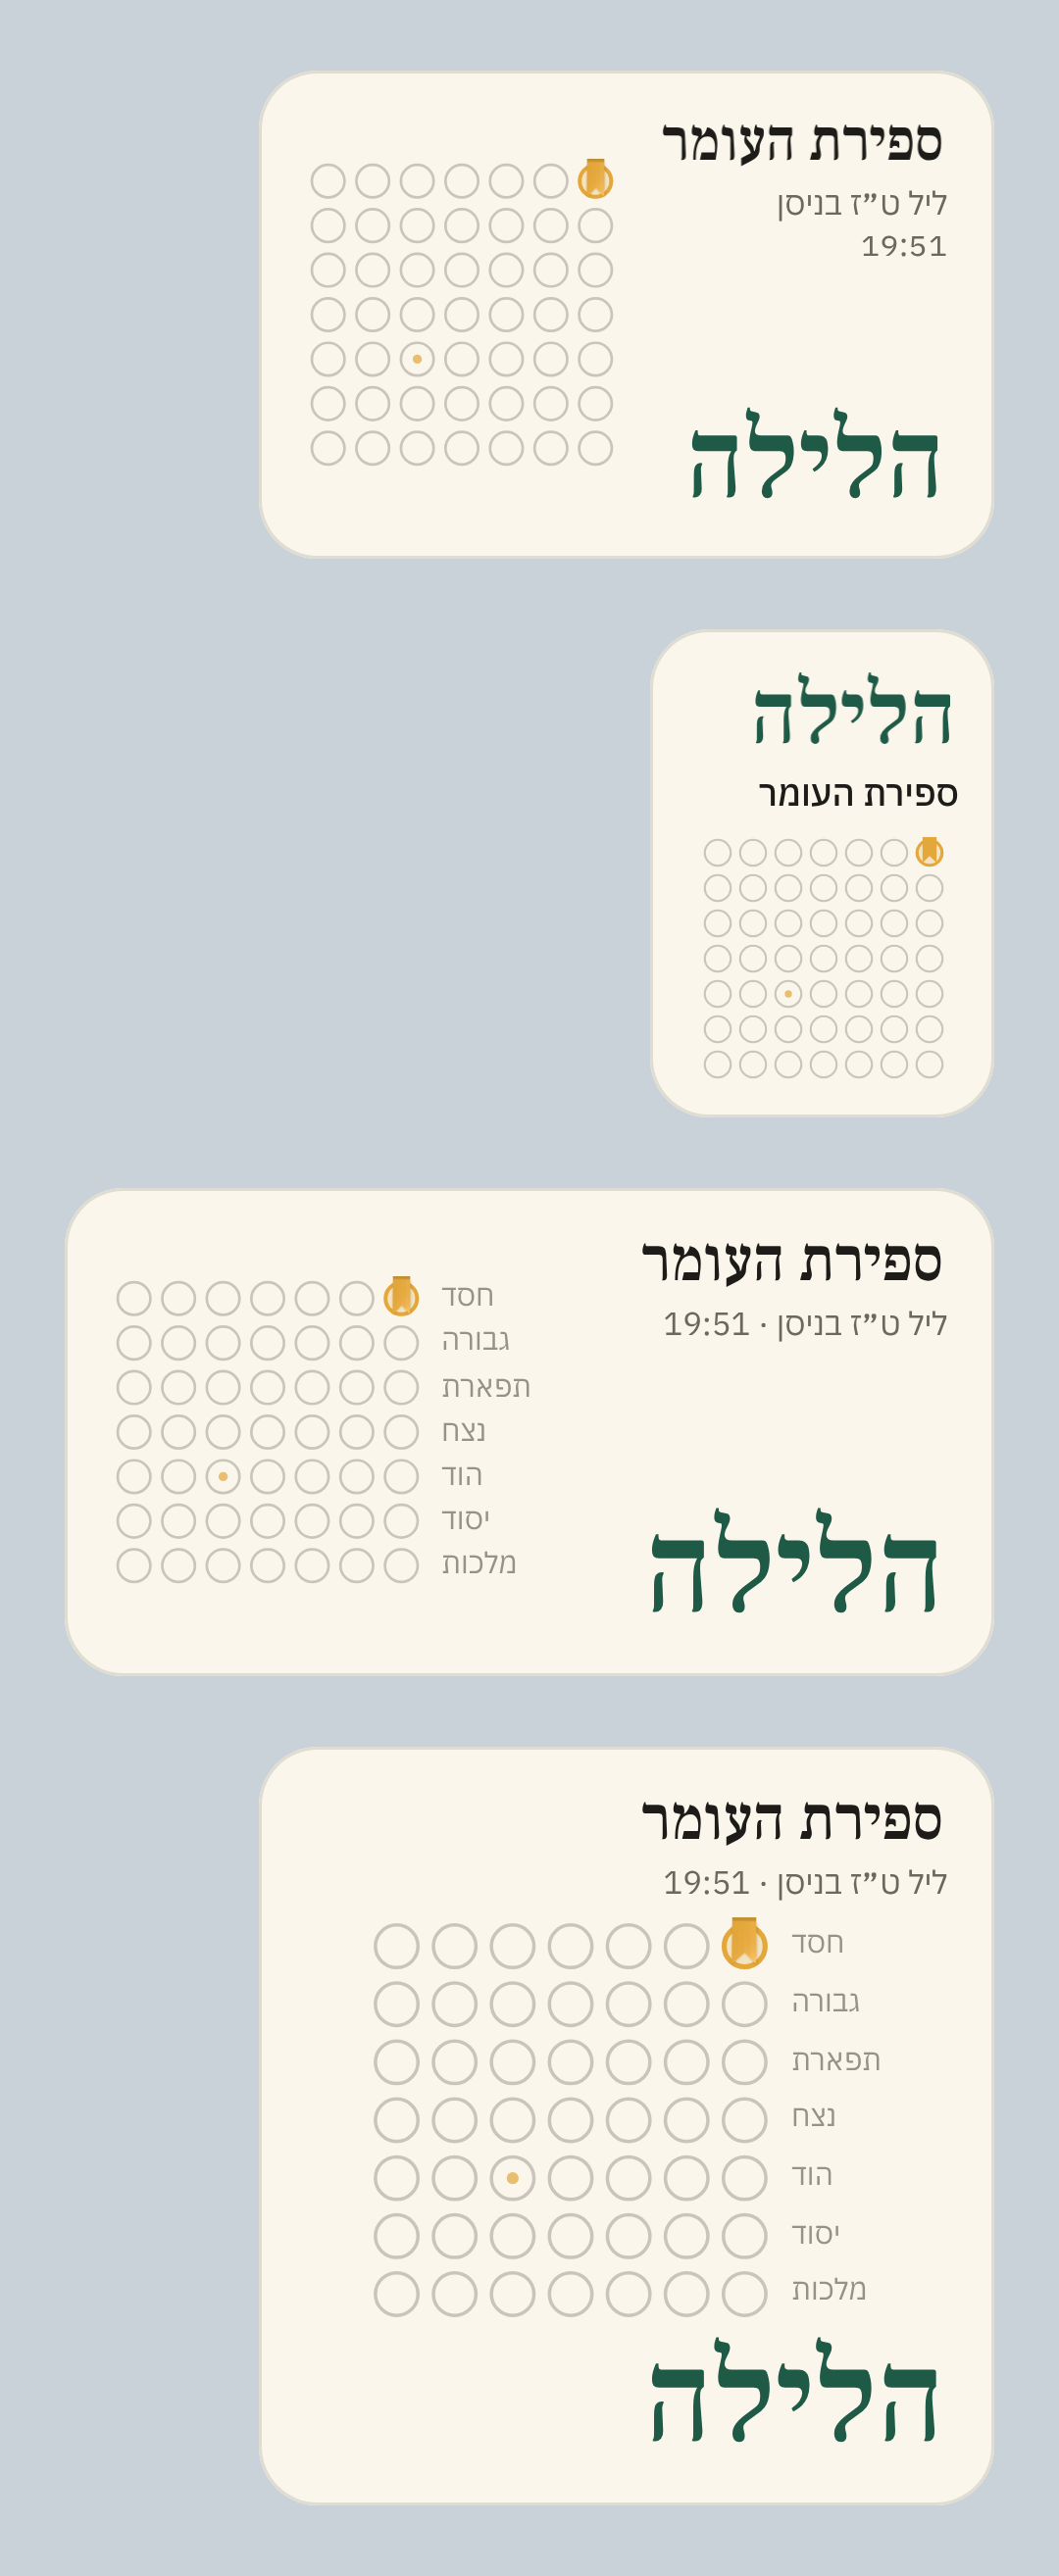 ספירת העומר
ליל ט״ז בניסן
19:51
הלילה
הלילה
ספירת העומר
ספירת העומר
ליל ט״ז בניסן · 19:51
חסד
גבורה
תפארת
נצח
הוד
יסוד
מלכות
הלילה
ספירת העומר
ליל ט״ז בניסן · 19:51
חסד
גבורה
תפארת
נצח
הוד
יסוד
מלכות
הלילה